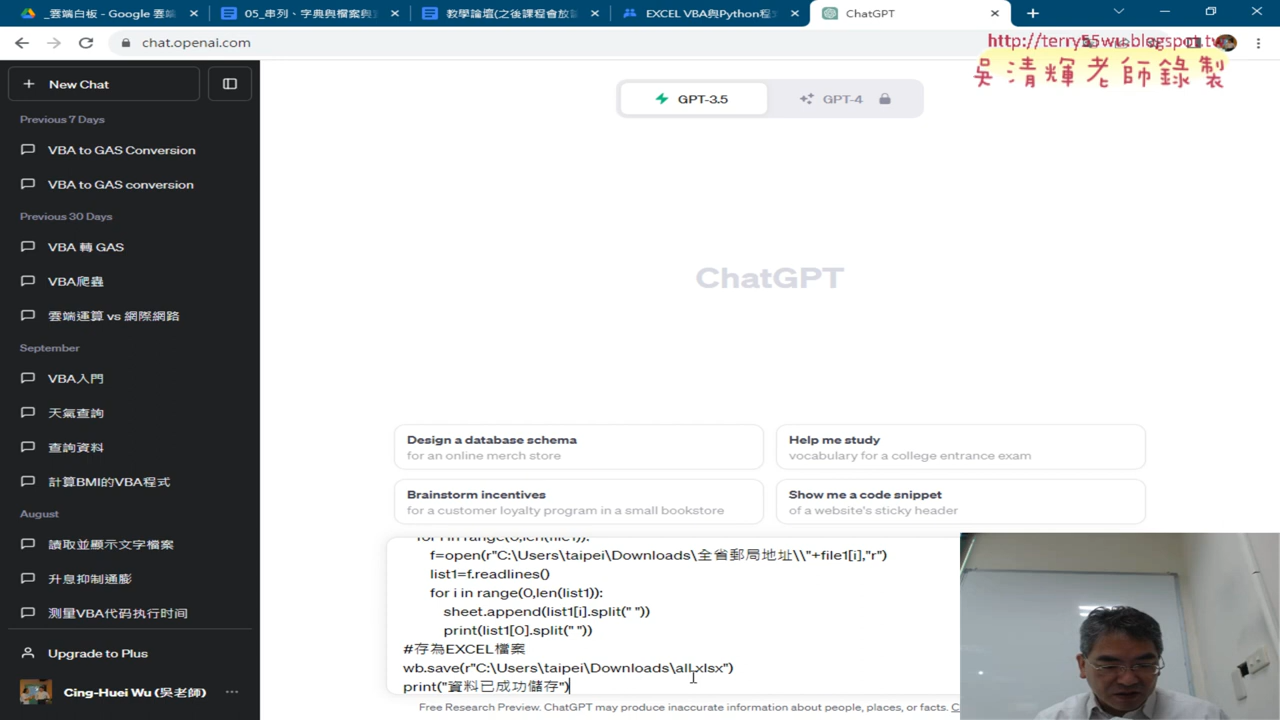 _雲端白板 - Google 雲端
05_串列、字典與檔案與
教學論壇(之後課程會放
EXCEL VBA與Python程
ChatGPT
chat.openai.com
http://terry55wu.blogspot.tw
吳清輝老師錄製
New Chat
GPT-3.5
GPT-4
Previous 7 Days
VBA to GAS Conversion
VBA to GAS conversion
Previous 30 Days
VBA 轉 GAS
VBA爬蟲
雲端運算 vs 網際網路
September
VBA入門
天氣查詢
查詢資料
計算BMI的VBA程式
August
讀取並顯示文字檔案
升息抑制通膨
测量VBA代码执行时间
Upgrade to Plus
Cing-Huei Wu (吳老師)
ChatGPT
Design a database schema
for an online merch store
Help me study
vocabulary for a college entrance exam
Brainstorm incentives
for a customer loyalty program in a small bookstore
Show me a code snippet
of a website's sticky header
for i in range(0,len(file1)):
f=open(r"C:\Users\taipei\Downloads\全省郵局地址\\"+file1[i],"r")
list1=f.readlines()
for i in range(0,len(list1)):
sheet.append(list1[i].split(" "))
print(list1[0].split(" "))
#存為EXCEL檔案
wb.save(r"C:\Users\taipei\Downloads\all.xlsx")
print("資料已成功儲存")
Free Research Preview. ChatGPT may produce inaccurate information about people, places, or facts.